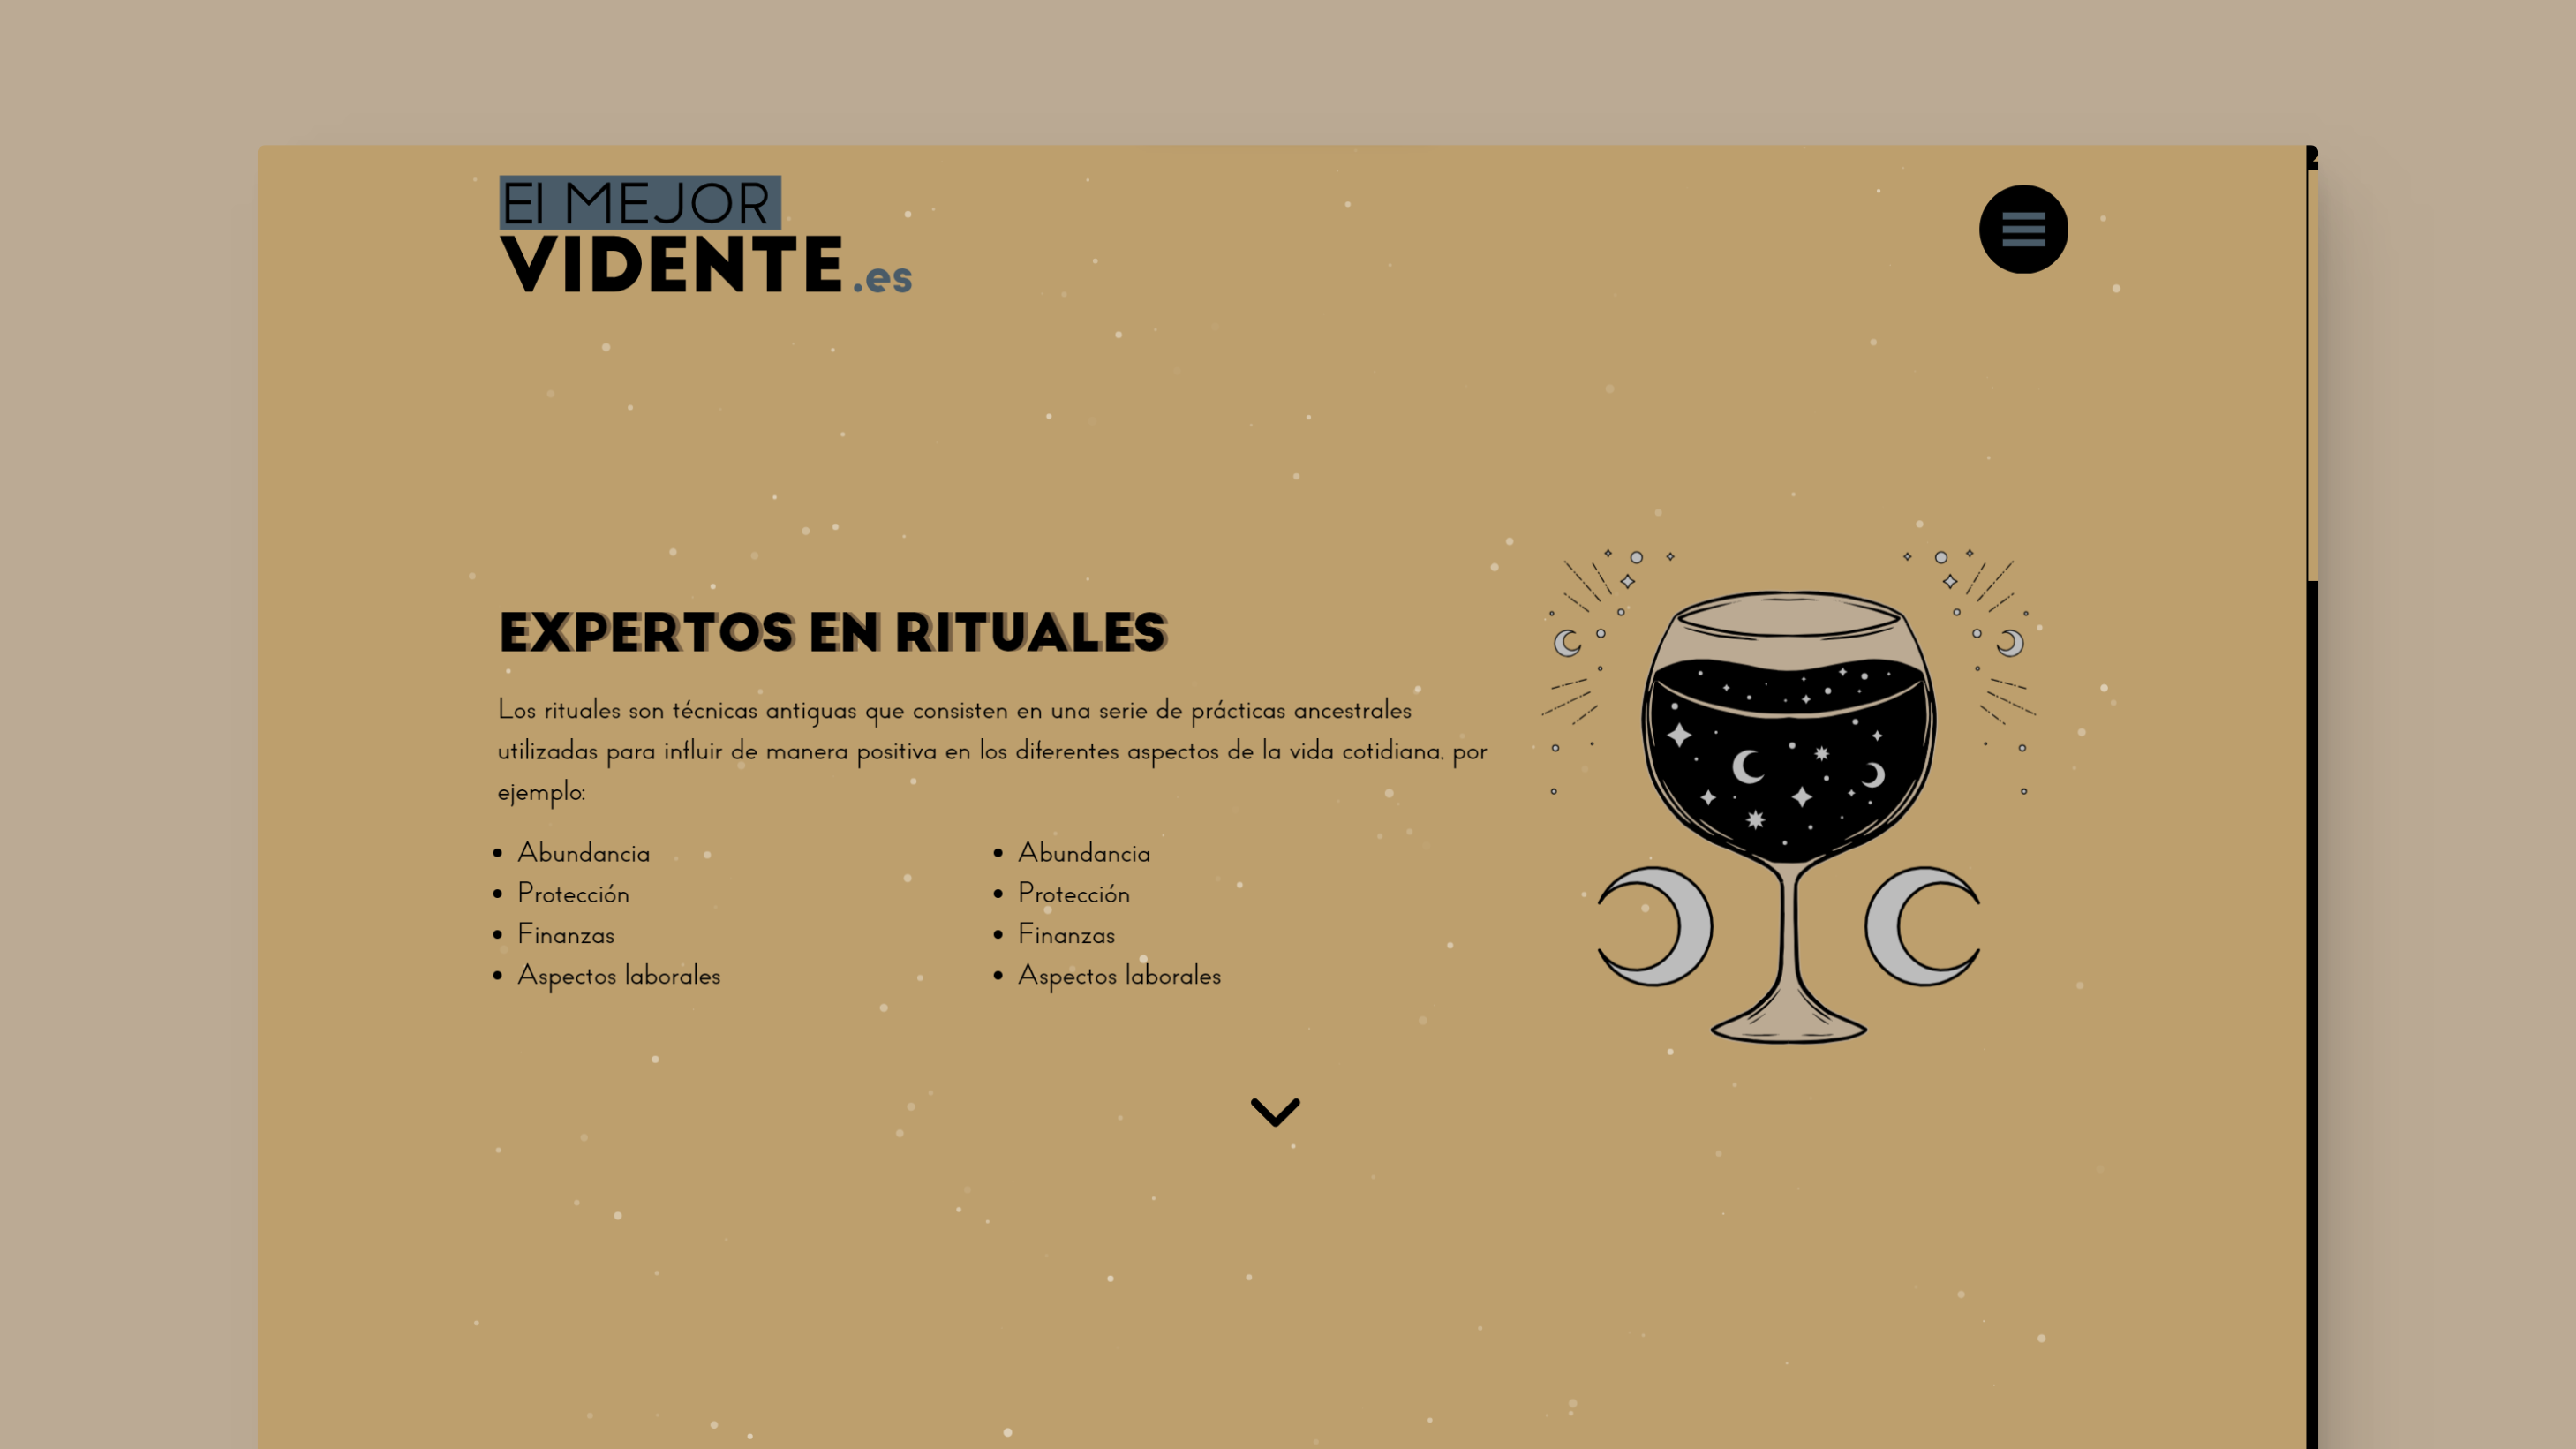 El MEJOR
VIDENTE.es
EXPERTOS EN RITUALES
Los rituales son técnicas antiguas que consisten en una serie de prácticas ancestrales
utilizadas para influir de manera positiva en los diferentes aspectos de la vida cotidiana. por
ejemplo:
• Abundancia
• Protección
• Finanzas
• Aspectos laborales
• Abundancia
• Protección
• Finanzas
• Aspectos laborales